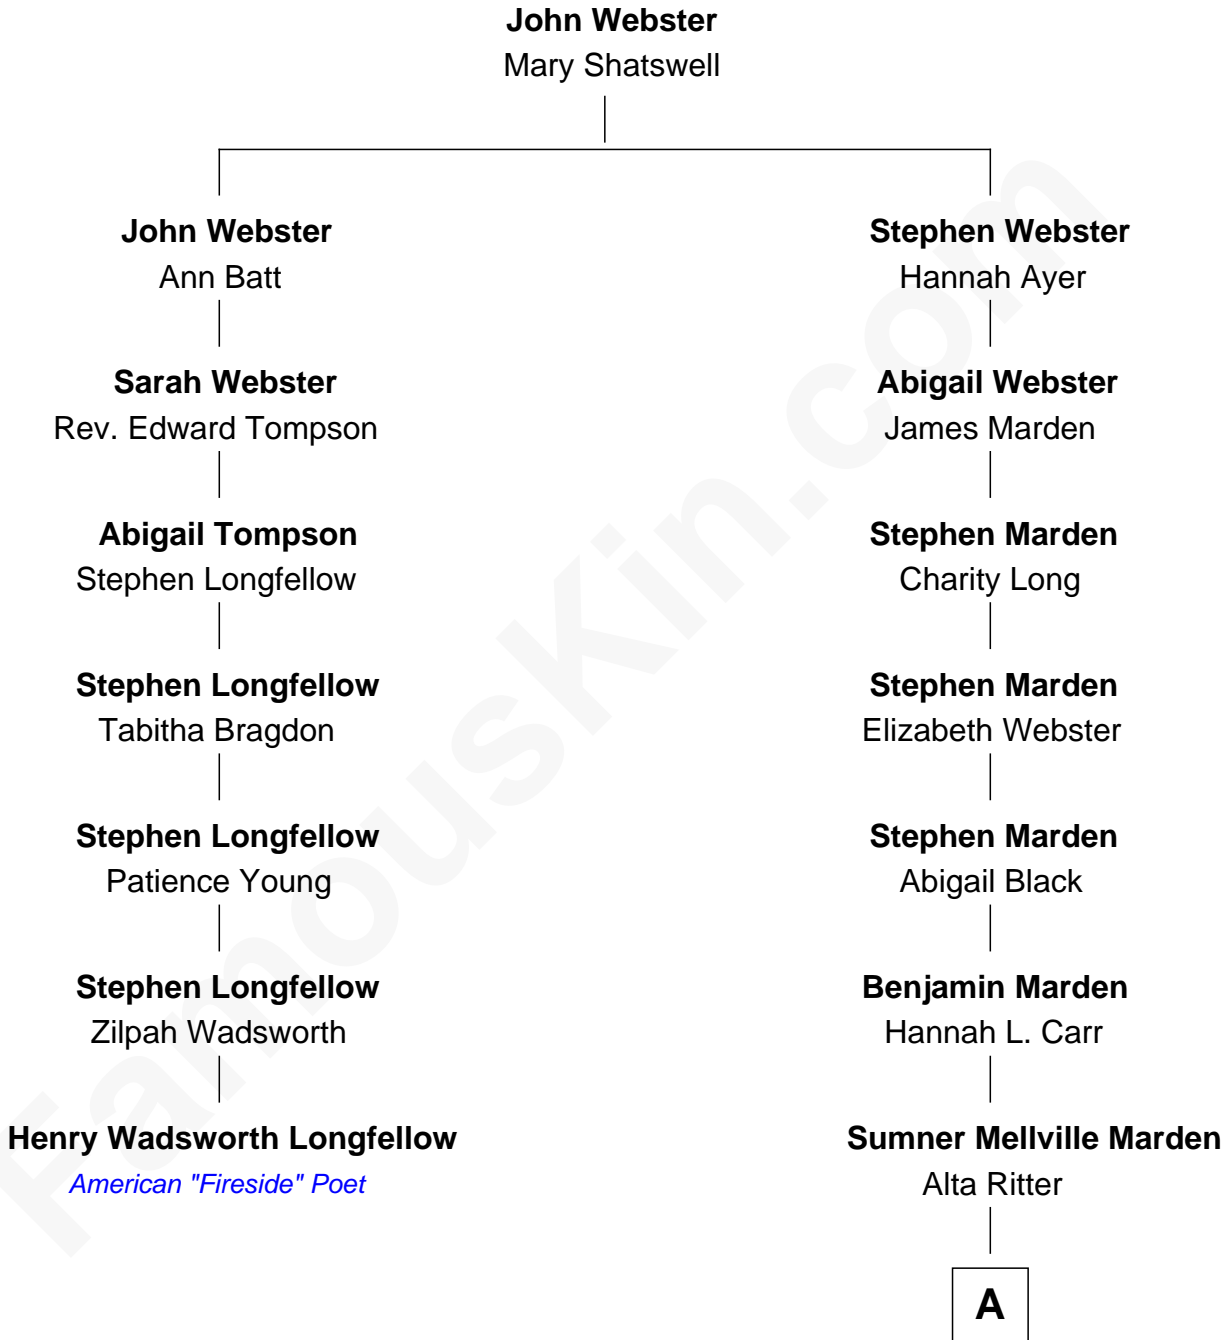 John Webster
Mary Shatswell
John Webster
Ann Batt
Stephen Webster
Hannah Ayer
Sarah Webster
Rev. Edward Tompson
Abigail Webster
James Marden
Abigail Tompson
Stephen Longfellow
Stephen Marden
Charity Long
Stephen Longfellow
Tabitha Bragdon
Stephen Marden
Elizabeth Webster
Stephen Longfellow
Patience Young
Stephen Marden
Abigail Black
Stephen Longfellow
Zilpah Wadsworth
Benjamin Marden
Hannah L. Carr
Henry Wadsworth Longfellow
American "Fireside" Poet
Sumner Mellville Marden
Alta Ritter
A
FamousKin.com